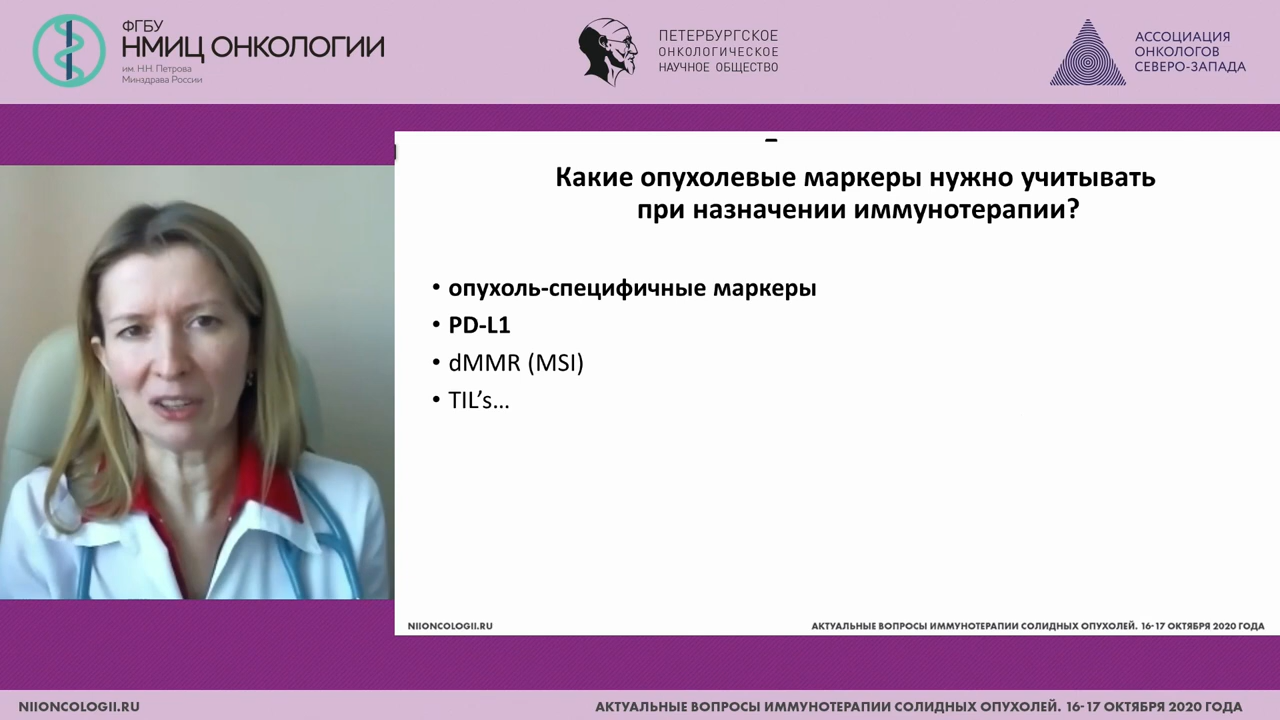 ФГБУ
НМИЦ ОНКОЛОГИИ
им. Н.Н. Петрова
Минздрава России
ПЕТЕРБУРГСКОЕ
ОНКОЛОГИЧЕСКОЕ
НАУЧНОЕ ОБЩЕСТВО
АССОЦИАЦИЯ
ОНКОЛОГОВ
СЕВЕРО-ЗАПАДА
Какие опухолевые маркеры нужно учитывать
при назначении иммунотерапии?
• опухоль-специфичные маркеры
• PD-L1
• dMMR (MSI)
• TIL’s…
NIIONCOLOGII.RU
АКТУАЛЬНЫЕ ВОПРОСЫ ИММУНОТЕРАПИИ СОЛИДНЫХ ОПУХОЛЕЙ. 16-17 ОКТЯБРЯ 2020 ГОДА
NIIONCOLOGII.RU
АКТУАЛЬНЫЕ ВОПРОСЫ ИММУНОТЕРАПИИ СОЛИДНЫХ ОПУХОЛЕЙ. 16-17 ОКТЯБРЯ 2020 ГОДА